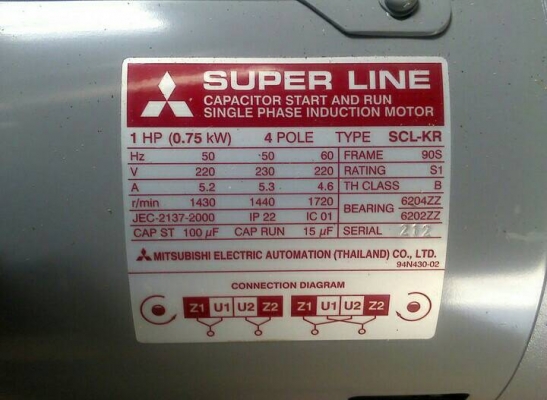 SUPER LINE
CAPACITOR START AND RUN
SINGLE PHASE INDUCTION MOTOR
1 HP (0.75 kW) 4 POLE TYPE SCL-KR
Hz 50 50 60 FRAME 90S
V 220 230 220 RATING S1
A 5.2 5.3 4.6 TH CLASS B
r/min 1430 1440 1720 BEARING 6204ZZ
JEC-2137-2000 IP 22 IC 01 6202ZZ
CAP ST 100 µF CAP RUN 15 µF SERIAL 212
MITSUBISHI ELECTRIC AUTOMATION (THAILAND) CO., LTD.
94N430-02
CONNECTION DIAGRAM
Z1 U1 U2 Z2 Z1 U1 U2 Z2